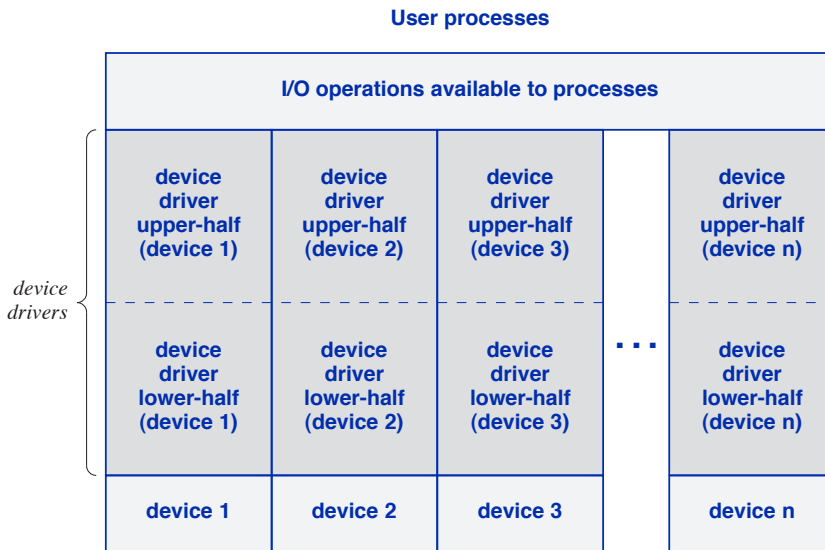 User processes
I/O operations available to processes
device
driver
upper-half
(device 1)
device
driver
upper-half
(device 2)
device
driver
upper-half
(device 3)
device
driver
upper-half
(device n)
device
drivers
device
driver
lower-half
(device 1)
device
driver
lower-half
(device 2)
device
driver
lower-half
(device 3)
. . .
device
driver
lower-half
(device n)
device 1
device 2
device 3
device n